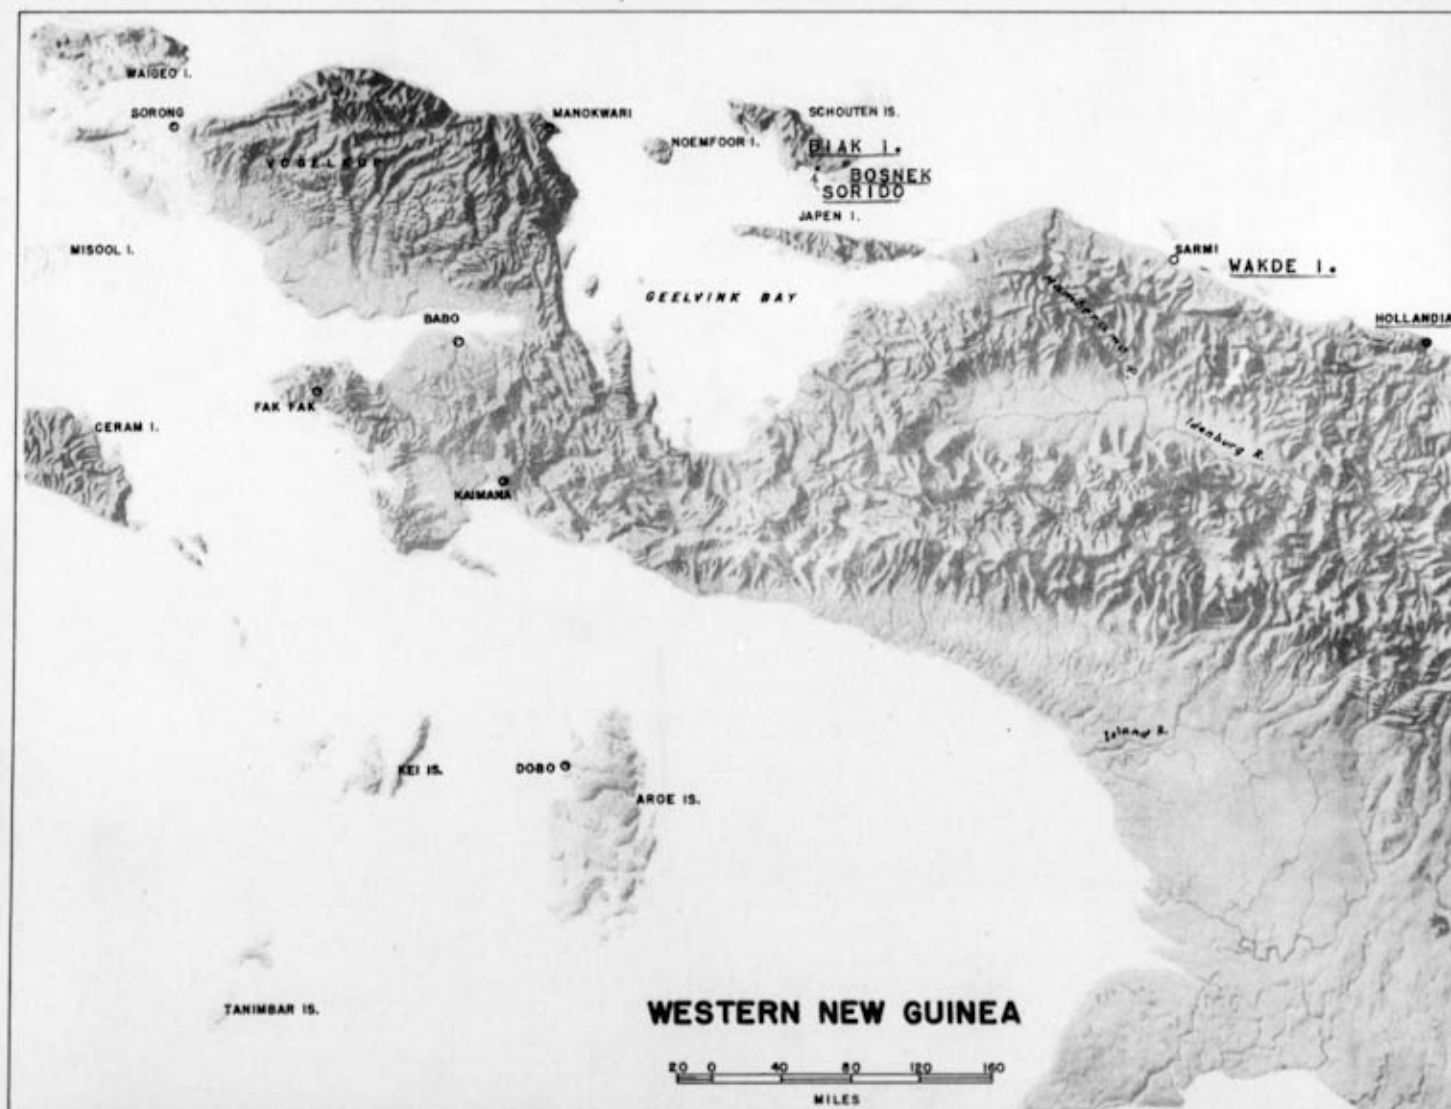 WAIGEO I.
SORONG
MANOKWARI
SCHOUTEN IS.
NOEMFOOR I.
BIAK I.
VOGELKOP
BOSNEK
SORIDO
JAPEN I.
MISOOL I.
SARMI
WAKDE I.
GEELVINK BAY
BABO
HOLLANDIA
Mamberamo R.
FAK FAK
CERAM I.
Idenburg R.
KAIMANA
Island R.
KEI IS.
DOBO
AROE IS.
TANIMBAR IS.
WESTERN NEW GUINEA
20 0 40 80 120 160
MILES